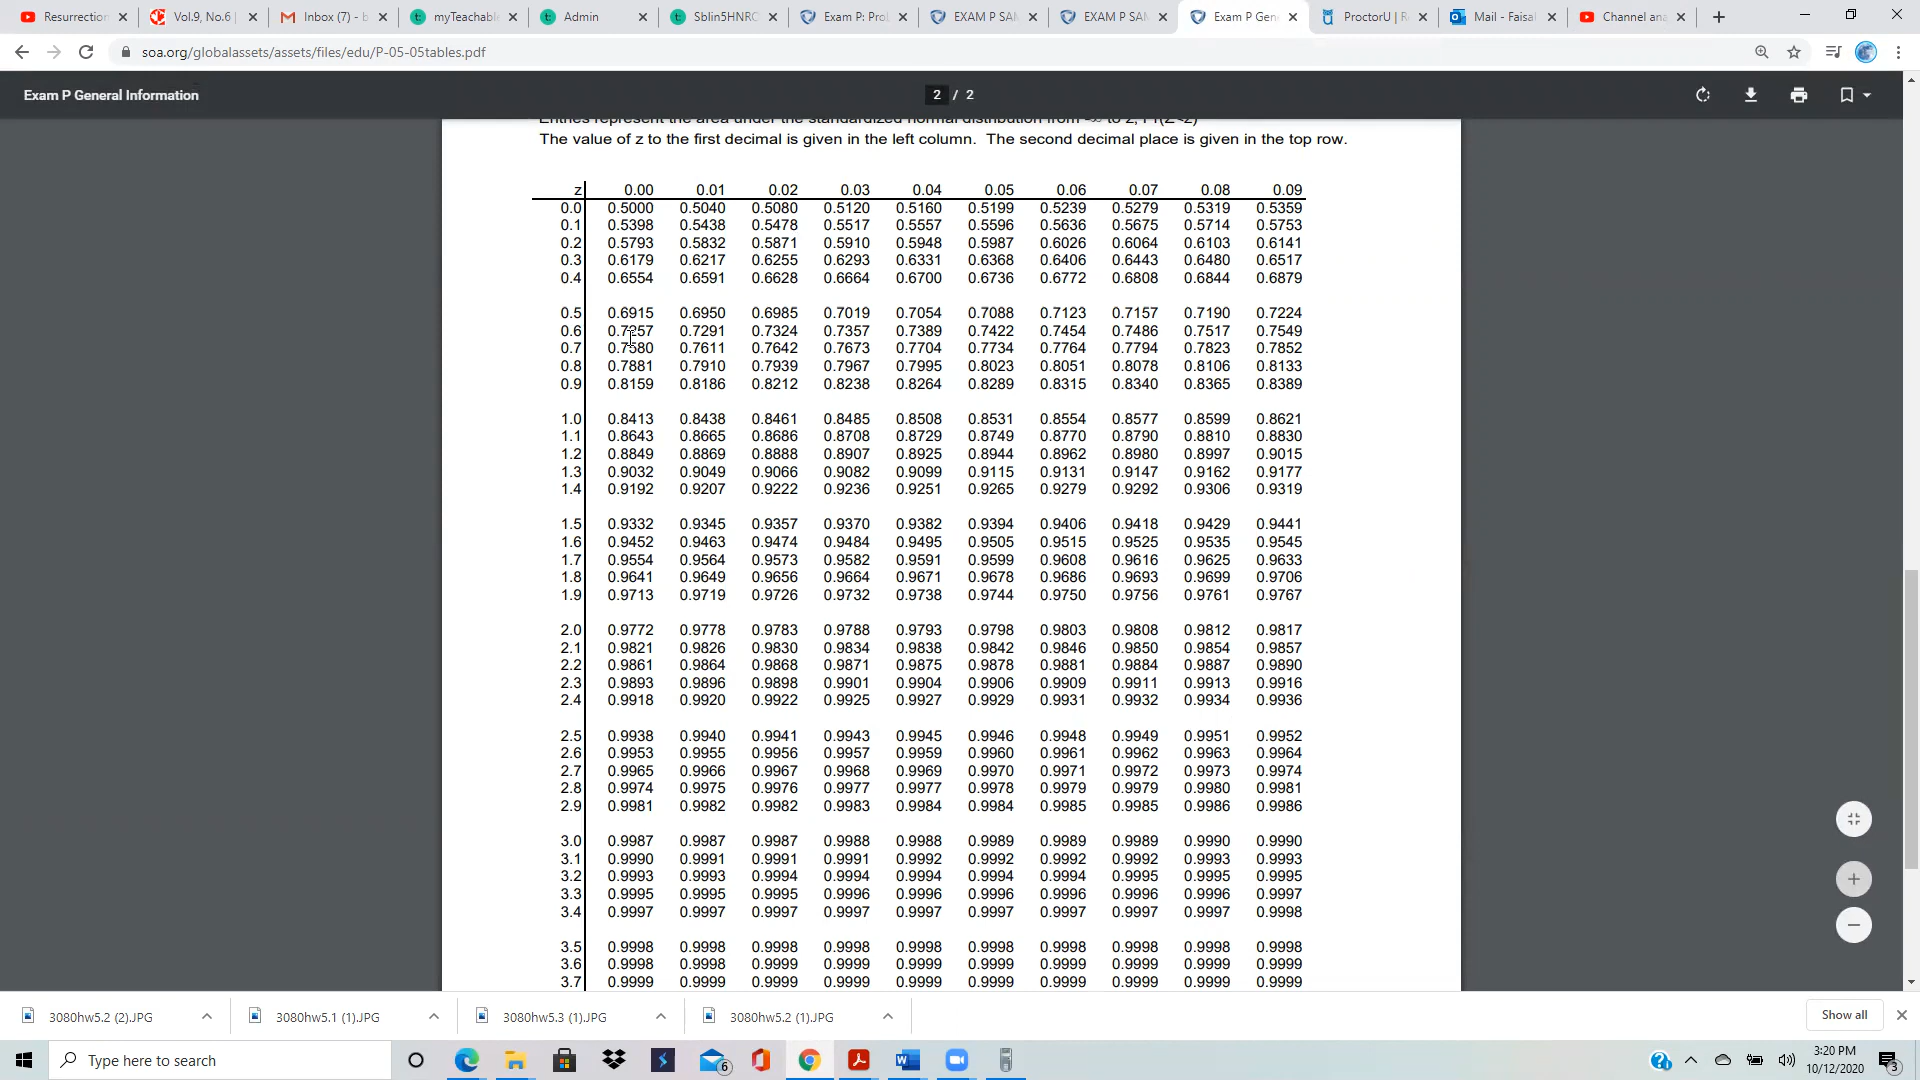 Resurrection
Vol.9, No.6
Inbox (7) - b
myTeachabl
Admin
Sblin5HNRC
Exam P: Pro
EXAM P SAM
EXAM P SAM
Exam P Gen
ProctorU | R
Mail - Faisal
Channel ana
soa.org/globalassets/assets/files/edu/P-05-05tables.pdf
Exam P General Information
2 / 2
Entries represent the area under the standardized normal distribution from -∞ to z, Pr(Z<z)
The value of z to the first decimal is given in the left column. The second decimal place is given in the top row.
z 0.00 0.01 0.02 0.03 0.04 0.05 0.06 0.07 0.08 0.09
0.0 0.5000 0.5040 0.5080 0.5120 0.5160 0.5199 0.5239 0.5279 0.5319 0.5359
0.1 0.5398 0.5438 0.5478 0.5517 0.5557 0.5596 0.5636 0.5675 0.5714 0.5753
0.2 0.5793 0.5832 0.5871 0.5910 0.5948 0.5987 0.6026 0.6064 0.6103 0.6141
0.3 0.6179 0.6217 0.6255 0.6293 0.6331 0.6368 0.6406 0.6443 0.6480 0.6517
0.4 0.6554 0.6591 0.6628 0.6664 0.6700 0.6736 0.6772 0.6808 0.6844 0.6879
0.5 0.6915 0.6950 0.6985 0.7019 0.7054 0.7088 0.7123 0.7157 0.7190 0.7224
0.6 0.7257 0.7291 0.7324 0.7357 0.7389 0.7422 0.7454 0.7486 0.7517 0.7549
0.7 0.7580 0.7611 0.7642 0.7673 0.7704 0.7734 0.7764 0.7794 0.7823 0.7852
0.8 0.7881 0.7910 0.7939 0.7967 0.7995 0.8023 0.8051 0.8078 0.8106 0.8133
0.9 0.8159 0.8186 0.8212 0.8238 0.8264 0.8289 0.8315 0.8340 0.8365 0.8389
1.0 0.8413 0.8438 0.8461 0.8485 0.8508 0.8531 0.8554 0.8577 0.8599 0.8621
1.1 0.8643 0.8665 0.8686 0.8708 0.8729 0.8749 0.8770 0.8790 0.8810 0.8830
1.2 0.8849 0.8869 0.8888 0.8907 0.8925 0.8944 0.8962 0.8980 0.8997 0.9015
1.3 0.9032 0.9049 0.9066 0.9082 0.9099 0.9115 0.9131 0.9147 0.9162 0.9177
1.4 0.9192 0.9207 0.9222 0.9236 0.9251 0.9265 0.9279 0.9292 0.9306 0.9319
1.5 0.9332 0.9345 0.9357 0.9370 0.9382 0.9394 0.9406 0.9418 0.9429 0.9441
1.6 0.9452 0.9463 0.9474 0.9484 0.9495 0.9505 0.9515 0.9525 0.9535 0.9545
1.7 0.9554 0.9564 0.9573 0.9582 0.9591 0.9599 0.9608 0.9616 0.9625 0.9633
1.8 0.9641 0.9649 0.9656 0.9664 0.9671 0.9678 0.9686 0.9693 0.9699 0.9706
1.9 0.9713 0.9719 0.9726 0.9732 0.9738 0.9744 0.9750 0.9756 0.9761 0.9767
2.0 0.9772 0.9778 0.9783 0.9788 0.9793 0.9798 0.9803 0.9808 0.9812 0.9817
2.1 0.9821 0.9826 0.9830 0.9834 0.9838 0.9842 0.9846 0.9850 0.9854 0.9857
2.2 0.9861 0.9864 0.9868 0.9871 0.9875 0.9878 0.9881 0.9884 0.9887 0.9890
2.3 0.9893 0.9896 0.9898 0.9901 0.9904 0.9906 0.9909 0.9911 0.9913 0.9916
2.4 0.9918 0.9920 0.9922 0.9925 0.9927 0.9929 0.9931 0.9932 0.9934 0.9936
2.5 0.9938 0.9940 0.9941 0.9943 0.9945 0.9946 0.9948 0.9949 0.9951 0.9952
2.6 0.9953 0.9955 0.9956 0.9957 0.9959 0.9960 0.9961 0.9962 0.9963 0.9964
2.7 0.9965 0.9966 0.9967 0.9968 0.9969 0.9970 0.9971 0.9972 0.9973 0.9974
2.8 0.9974 0.9975 0.9976 0.9977 0.9977 0.9978 0.9979 0.9979 0.9980 0.9981
2.9 0.9981 0.9982 0.9982 0.9983 0.9984 0.9984 0.9985 0.9985 0.9986 0.9986
3.0 0.9987 0.9987 0.9987 0.9988 0.9988 0.9989 0.9989 0.9989 0.9990 0.9990
3.1 0.9990 0.9991 0.9991 0.9991 0.9992 0.9992 0.9992 0.9992 0.9993 0.9993
3.2 0.9993 0.9993 0.9994 0.9994 0.9994 0.9994 0.9994 0.9995 0.9995 0.9995
3.3 0.9995 0.9995 0.9995 0.9996 0.9996 0.9996 0.9996 0.9996 0.9996 0.9997
3.4 0.9997 0.9997 0.9997 0.9997 0.9997 0.9997 0.9997 0.9997 0.9997 0.9998
3.5 0.9998 0.9998 0.9998 0.9998 0.9998 0.9998 0.9998 0.9998 0.9998 0.9998
3.6 0.9998 0.9998 0.9999 0.9999 0.9999 0.9999 0.9999 0.9999 0.9999 0.9999
3.7 0.9999 0.9999 0.9999 0.9999 0.9999 0.9999 0.9999 0.9999 0.9999 0.9999
3080hw5.2 (2).JPG
3080hw5.1 (1).JPG
3080hw5.3 (1).JPG
3080hw5.2 (1).JPG
Show all
Type here to search
6
3:20 PM
10/12/2020
3